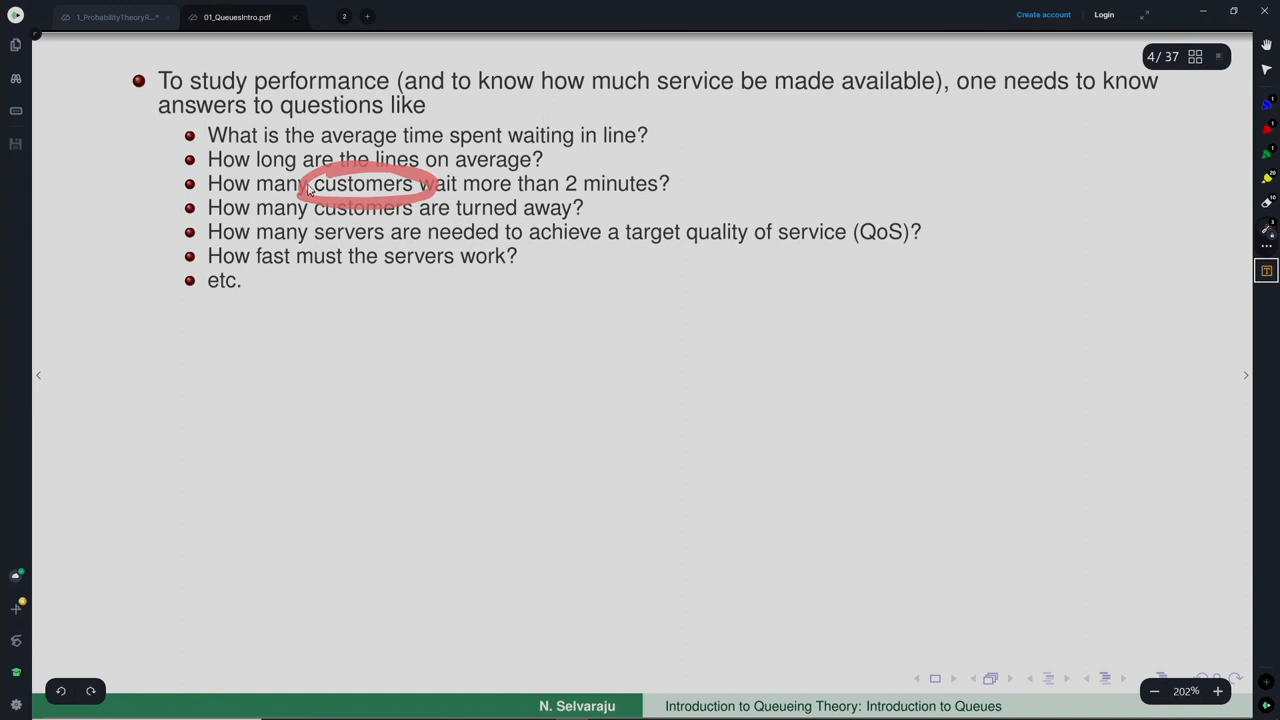 1_ProbabilityTheoryR...*
01_QueuesIntro.pdf
2
Create account
Login
4 / 37
To study performance (and to know how much service be made available), one needs to know
answers to questions like
What is the average time spent waiting in line?
How long are the lines on average?
How many customers wait more than 2 minutes?
How many customers are turned away?
How many servers are needed to achieve a target quality of service (QoS)?
How fast must the servers work?
etc.
202%
N. Selvaraju
Introduction to Queueing Theory: Introduction to Queues